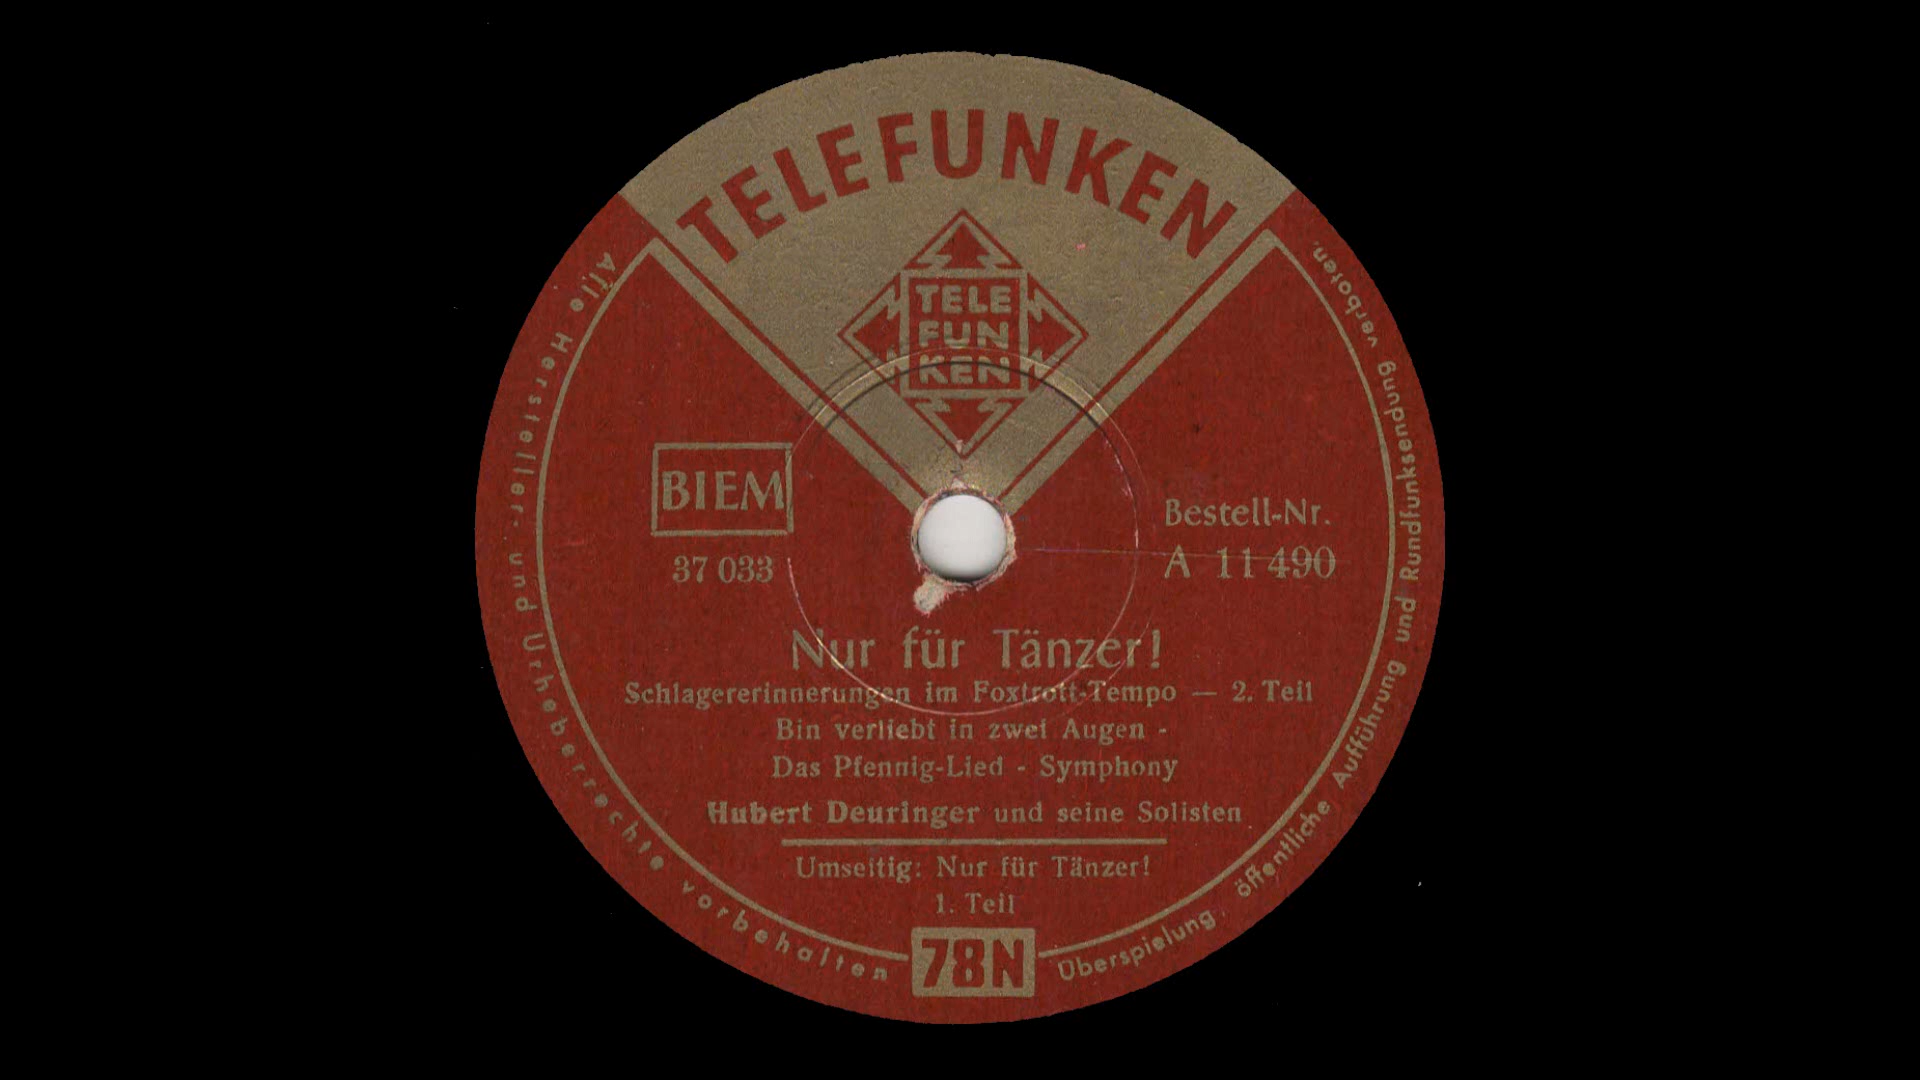 TELEFUNKEN
TELE
FUN
KEN
BIEM
37 033
Bestell-Nr.
A 11 490
Nur für Tänzer!
Schlagererinnerungen im Foxtrott-Tempo — 2. Teil
Bin verliebt in zwei Augen -
Das Pfennig-Lied - Symphony
Hubert Deuringer und seine Solisten
Umseitig: Nur für Tänzer!
1. Teil
78N
Alle Hersteller- und Urheberrechte vorbehalten
Überspielung, öffentliche Aufführung und Rundfunksendung verboten.